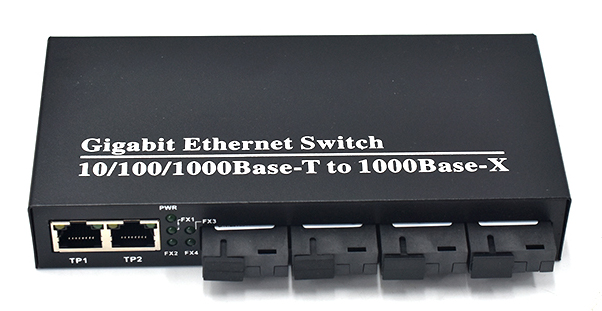 Gigabit Ethernet Switch
10/100/1000Base-T to 1000Base-X
PWR
FX1 FX3
FX2 FX4
TP1 TP2